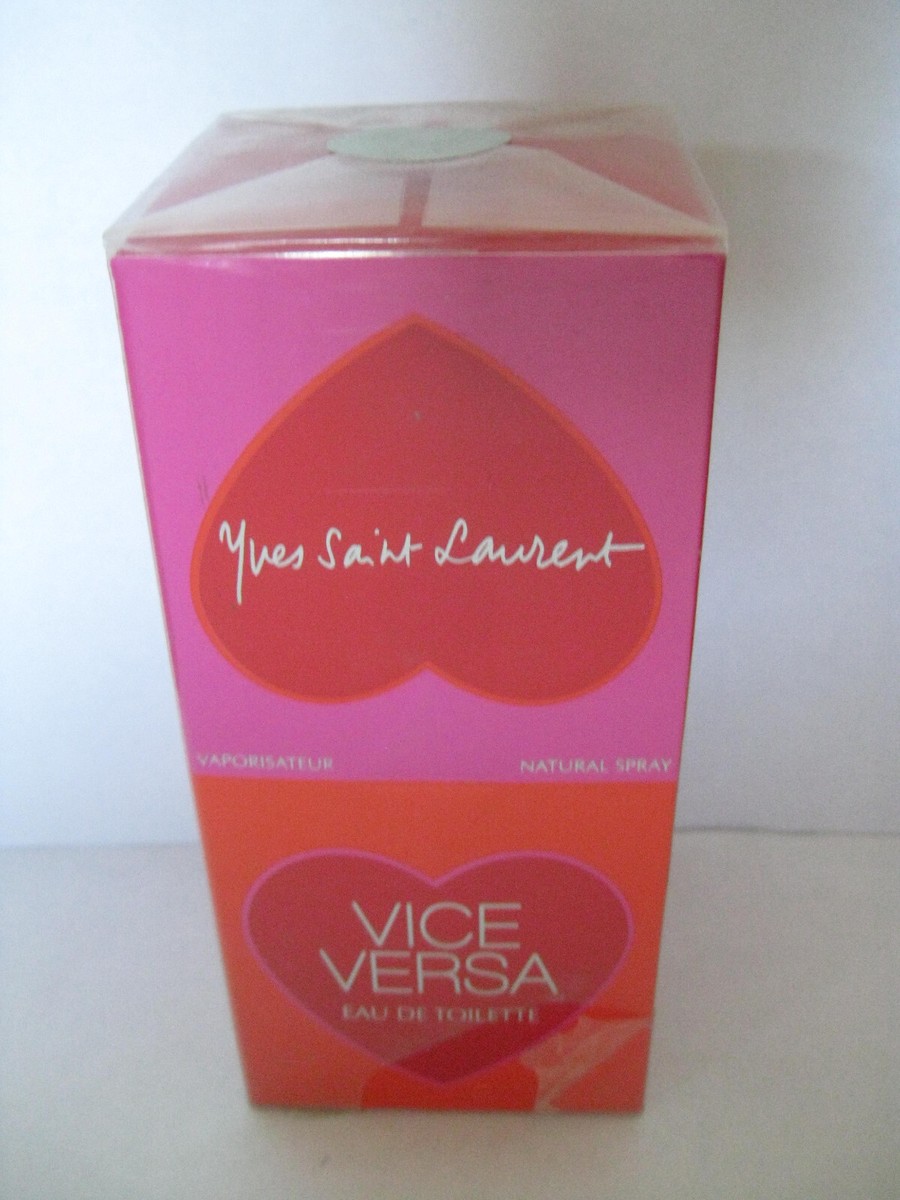 Yves Saint Laurent
VAPORISATEUR NATURAL SPRAY
VICE
VERSA
EAU DE TOILETTE